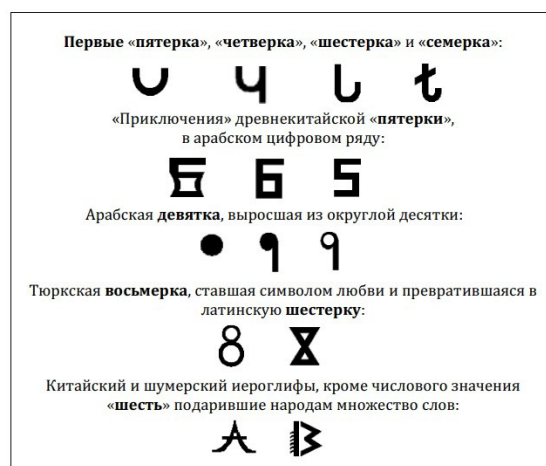 Первые «пятерка», «четверка», «шестерка» и «семерка»:
«Приключения» древнекитайской «пятерки»,
в арабском цифровом ряду:
Арабская девятка, выросшая из округлой десятки:
Тюркская восьмерка, ставшая символом любви и превратившаяся в
латинскую шестерку:
Китайский и шумерский иероглифы, кроме числового значения
«шесть» подарившие народам множество слов: